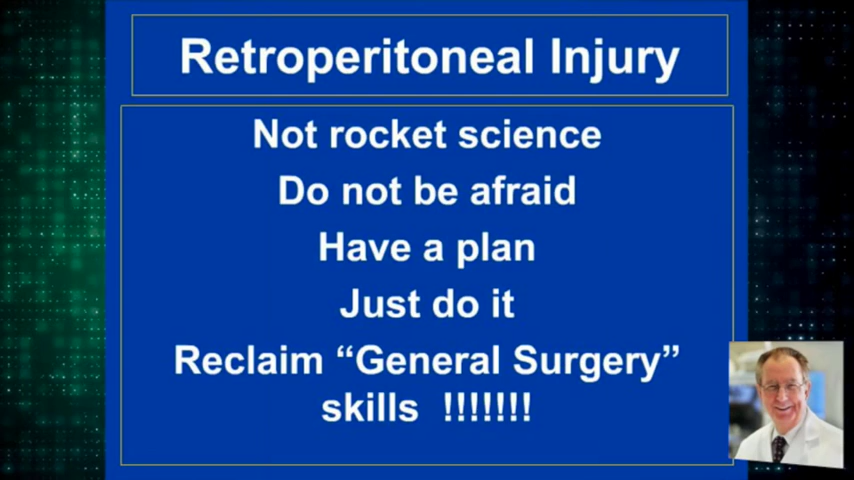 Retroperitoneal Injury
Not rocket science
Do not be afraid
Have a plan
Just do it
Reclaim “General Surgery”
skills !!!!!!!